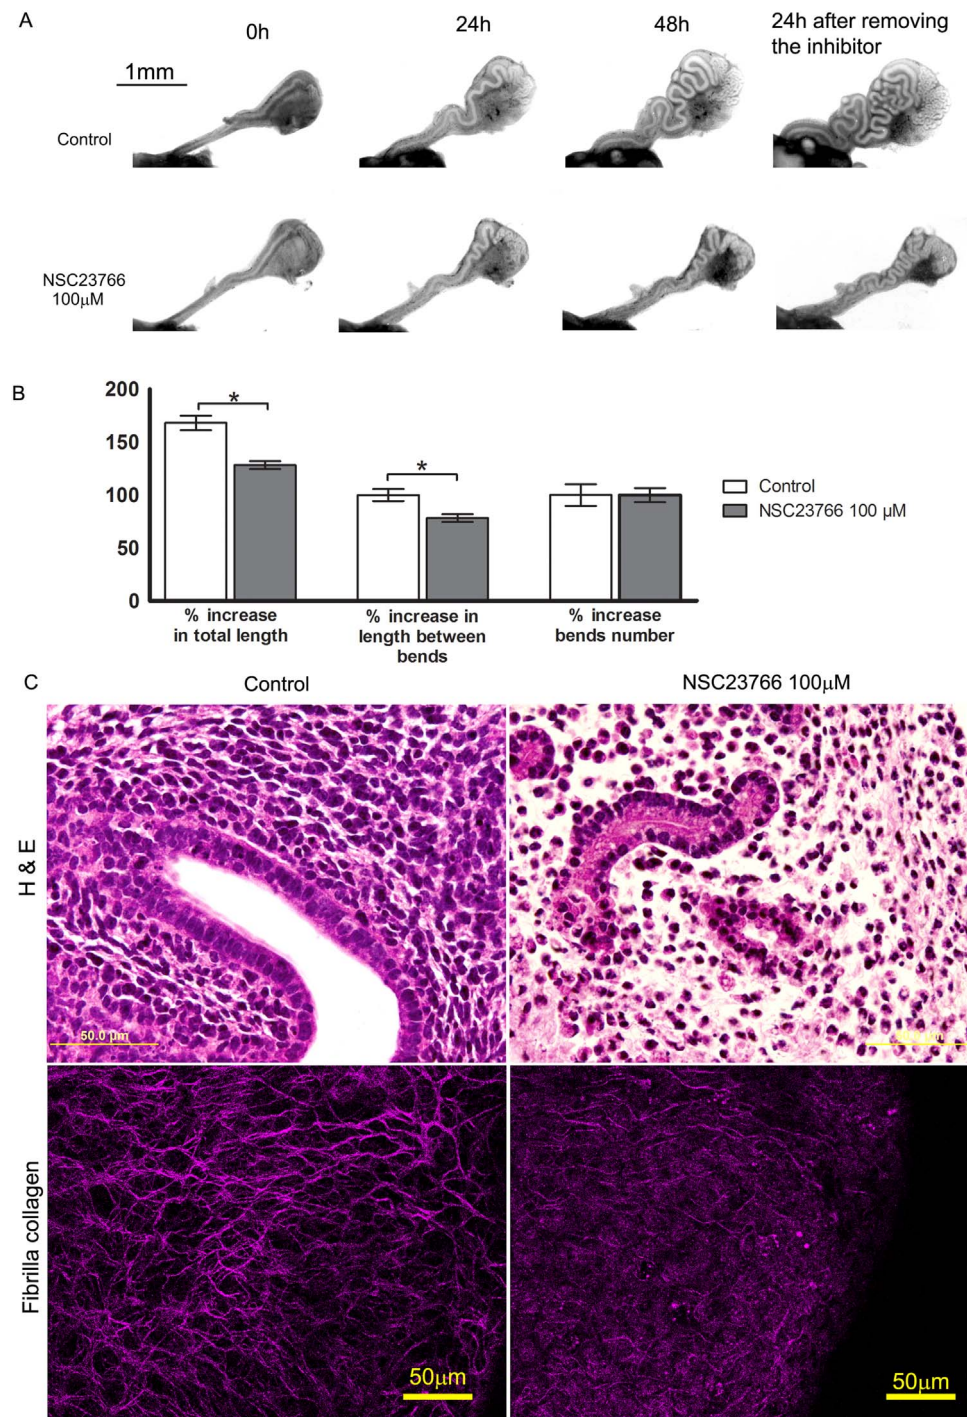 A
0h
24h
48h
24h after removing
the inhibitor
1mm
Control
NSC23766
100µM
B
200
150
100
50
0
*
*
Control
NSC23766 100 µM
% increase
in total length
% increase in
length between
bends
% increase
bends number
C
Control
NSC23766 100µM
H & E
50.0 µm
Fibrilla collagen
50µm
50µm